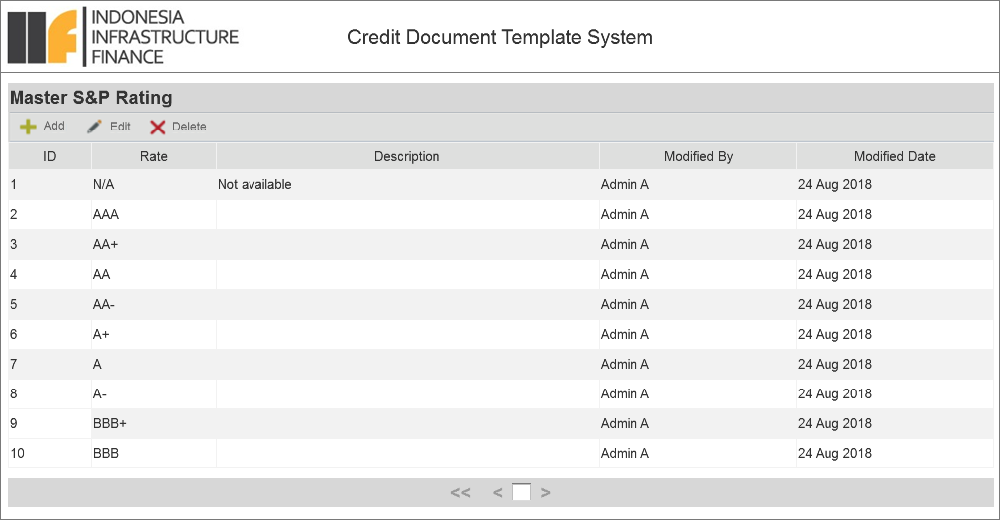 INDONESIA
INFRASTRUCTURE
FINANCE
Credit Document Template System
Master S&P Rating
Add Edit Delete
ID Rate Description Modified By Modified Date
1 N/A Not available Admin A 24 Aug 2018
2 AAA Admin A 24 Aug 2018
3 AA+ Admin A 24 Aug 2018
4 AA Admin A 24 Aug 2018
5 AA- Admin A 24 Aug 2018
6 A+ Admin A 24 Aug 2018
7 A Admin A 24 Aug 2018
8 A- Admin A 24 Aug 2018
9 BBB+ Admin A 24 Aug 2018
10 BBB Admin A 24 Aug 2018
<< < >